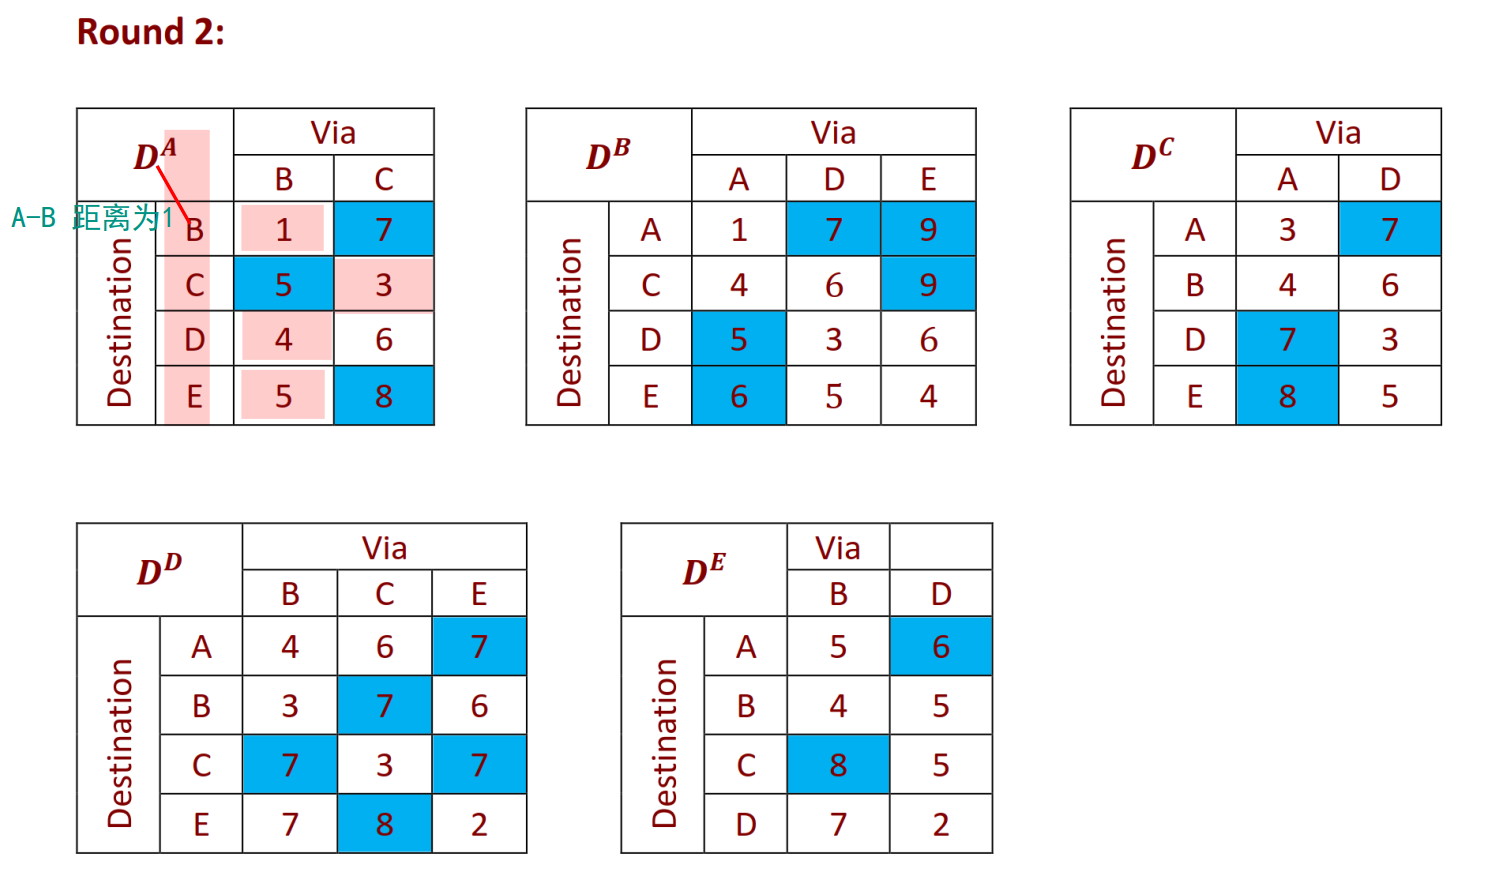 Round 2:
D^A Via
B C
A-B 距离为1
Destination
B 1 7
C 5 3
D 4 6
E 5 8
D^B Via
A D E
Destination
A 1 7 9
C 4 6 9
D 5 3 6
E 6 5 4
D^C Via
A D
Destination
A 3 7
B 4 6
D 7 3
E 8 5
D^D Via
B C E
Destination
A 4 6 7
B 3 7 6
C 7 3 7
E 7 8 2
D^E Via
B D
Destination
A 5 6
B 4 5
C 8 5
D 7 2